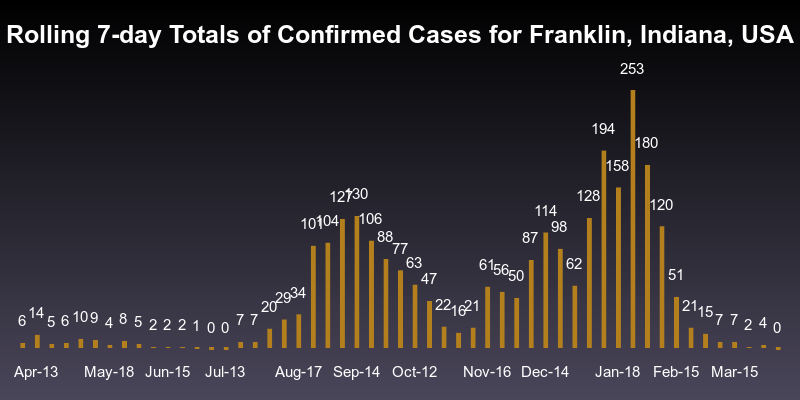 Rolling 7-day Totals of Confirmed Cases for Franklin, Indiana, USA
253
194
180
158
127 130 128
101 104 106 114 120
88 87 98
77
63 61 56 50 62
47 51
20 29 34 22 16 21 21
6 14 5 6 10 9 4 8 5 2 2 2 1 0 0 7 7 15 7 7 2 4 0
Apr-13 May-18 Jun-15 Jul-13 Aug-17 Sep-14 Oct-12 Nov-16 Dec-14 Jan-18 Feb-15 Mar-15